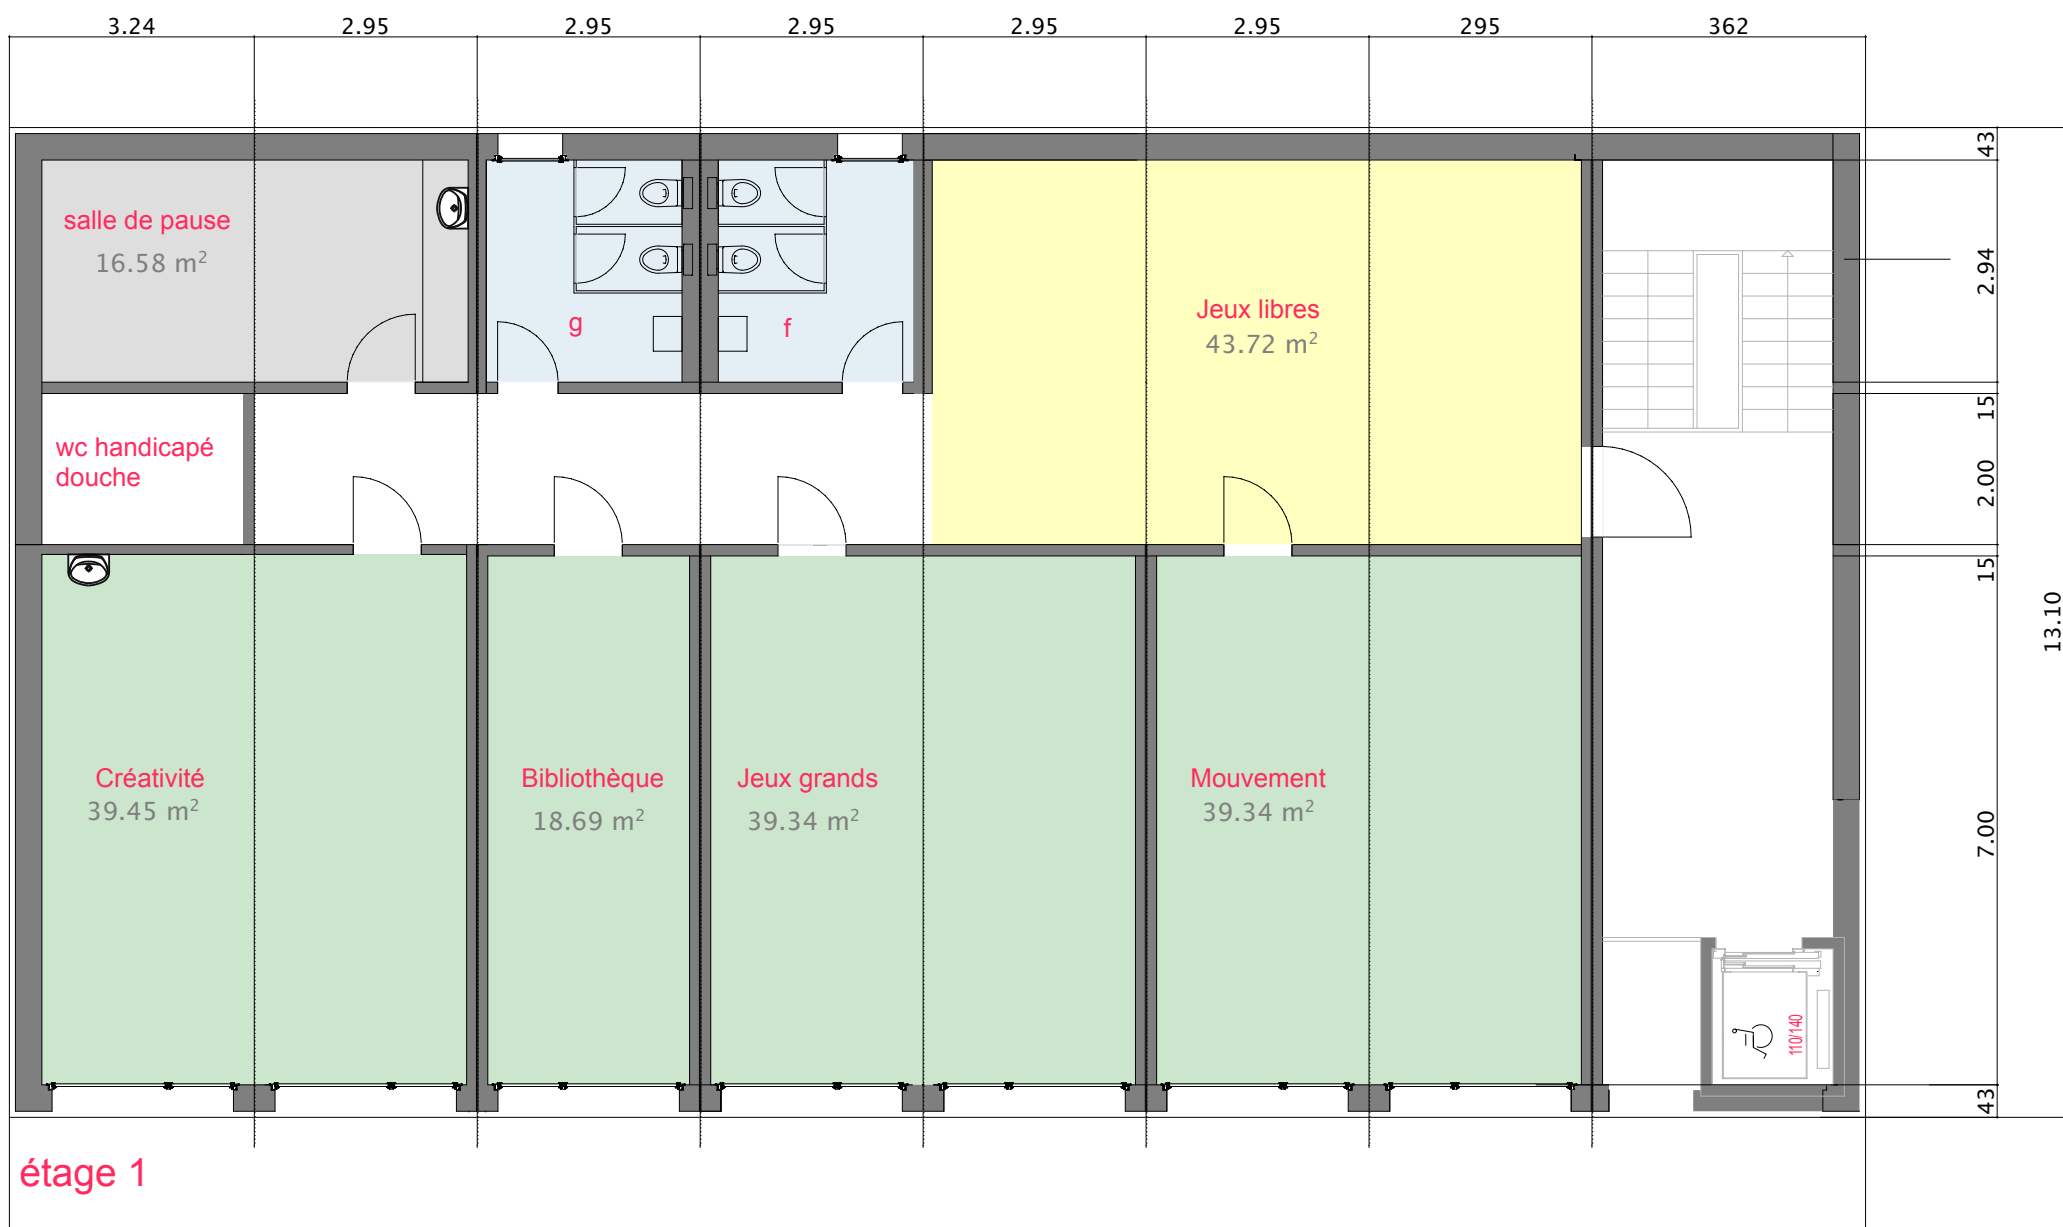 3.24 2.95 2.95 2.95 2.95 2.95 295 362
43
salle de pause
16.58 m²
2.94
g
f
Jeux libres
43.72 m²
15
wc handicapé
douche
2.00
15
13.10
Créativité
39.45 m²
Bibliothèque
18.69 m²
Jeux grands
39.34 m²
Mouvement
39.34 m²
7.00
110/140
43
étage 1